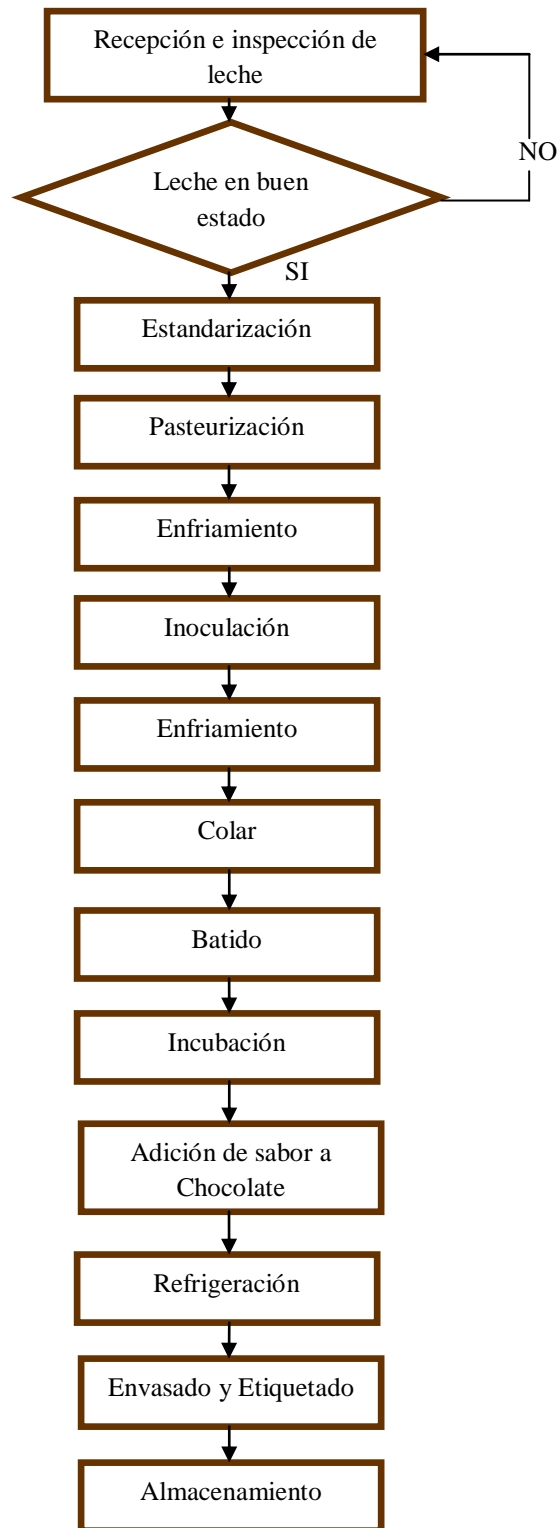 Recepción e inspección de
leche
NO
Leche en buen
estado
SI
Estandarización
Pasteurización
Enfriamiento
Inoculación
Enfriamiento
Colar
Batido
Incubación
Adición de sabor a
Chocolate
Refrigeración
Envasado y Etiquetado
Almacenamiento